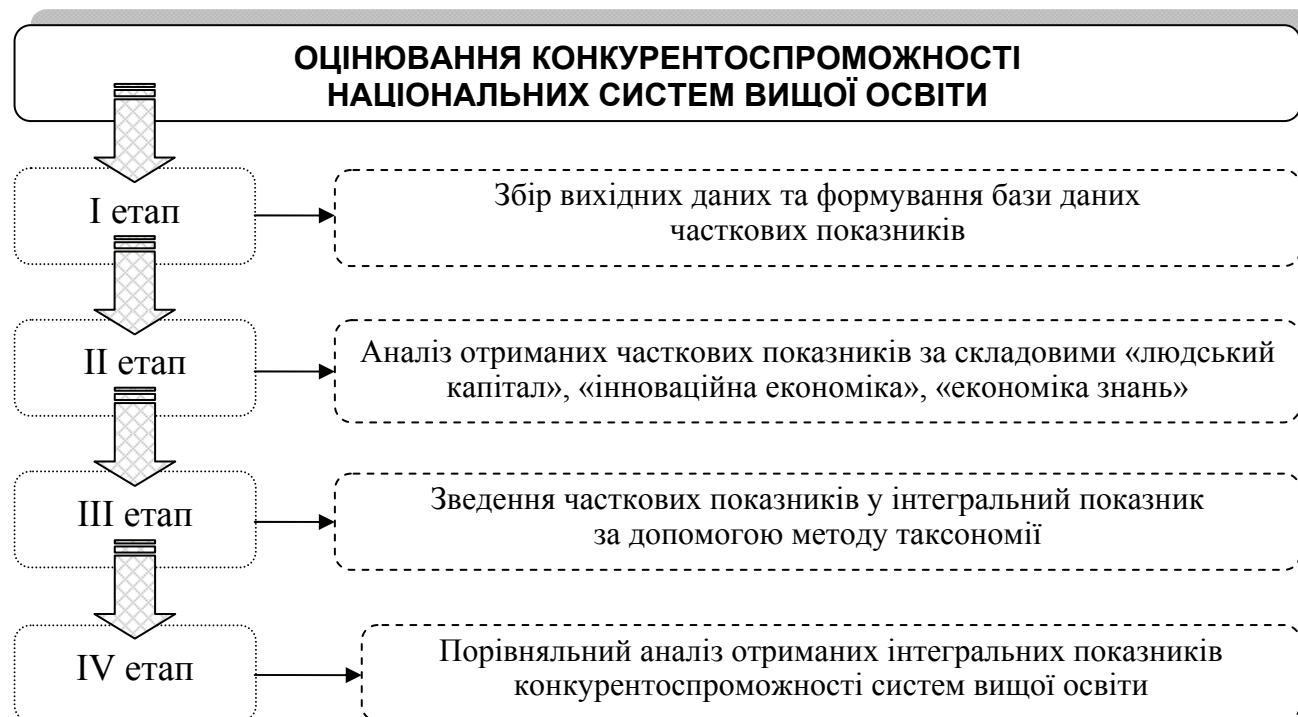 ОЦІНЮВАННЯ КОНКУРЕНТОСПРОМОЖНОСТІ
НАЦІОНАЛЬНИХ СИСТЕМ ВИЩОЇ ОСВІТИ
І етап
Збір вихідних даних та формування бази даних
часткових показників
ІІ етап
Аналіз отриманих часткових показників за складовими «людський
капітал», «інноваційна економіка», «економіка знань»
ІІІ етап
Зведення часткових показників у інтегральний показник
за допомогою методу таксономії
IV етап
Порівняльний аналіз отриманих інтегральних показників
конкурентоспроможності систем вищої освіти